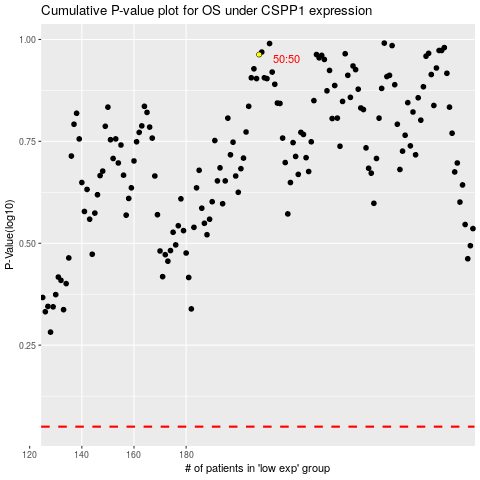 Cumulative P-value plot for OS under CSPP1 expression
1.00
50:50
0.75
P-Value(log10)
0.50
0.25
120 140 160 180
# of patients in 'low exp' group